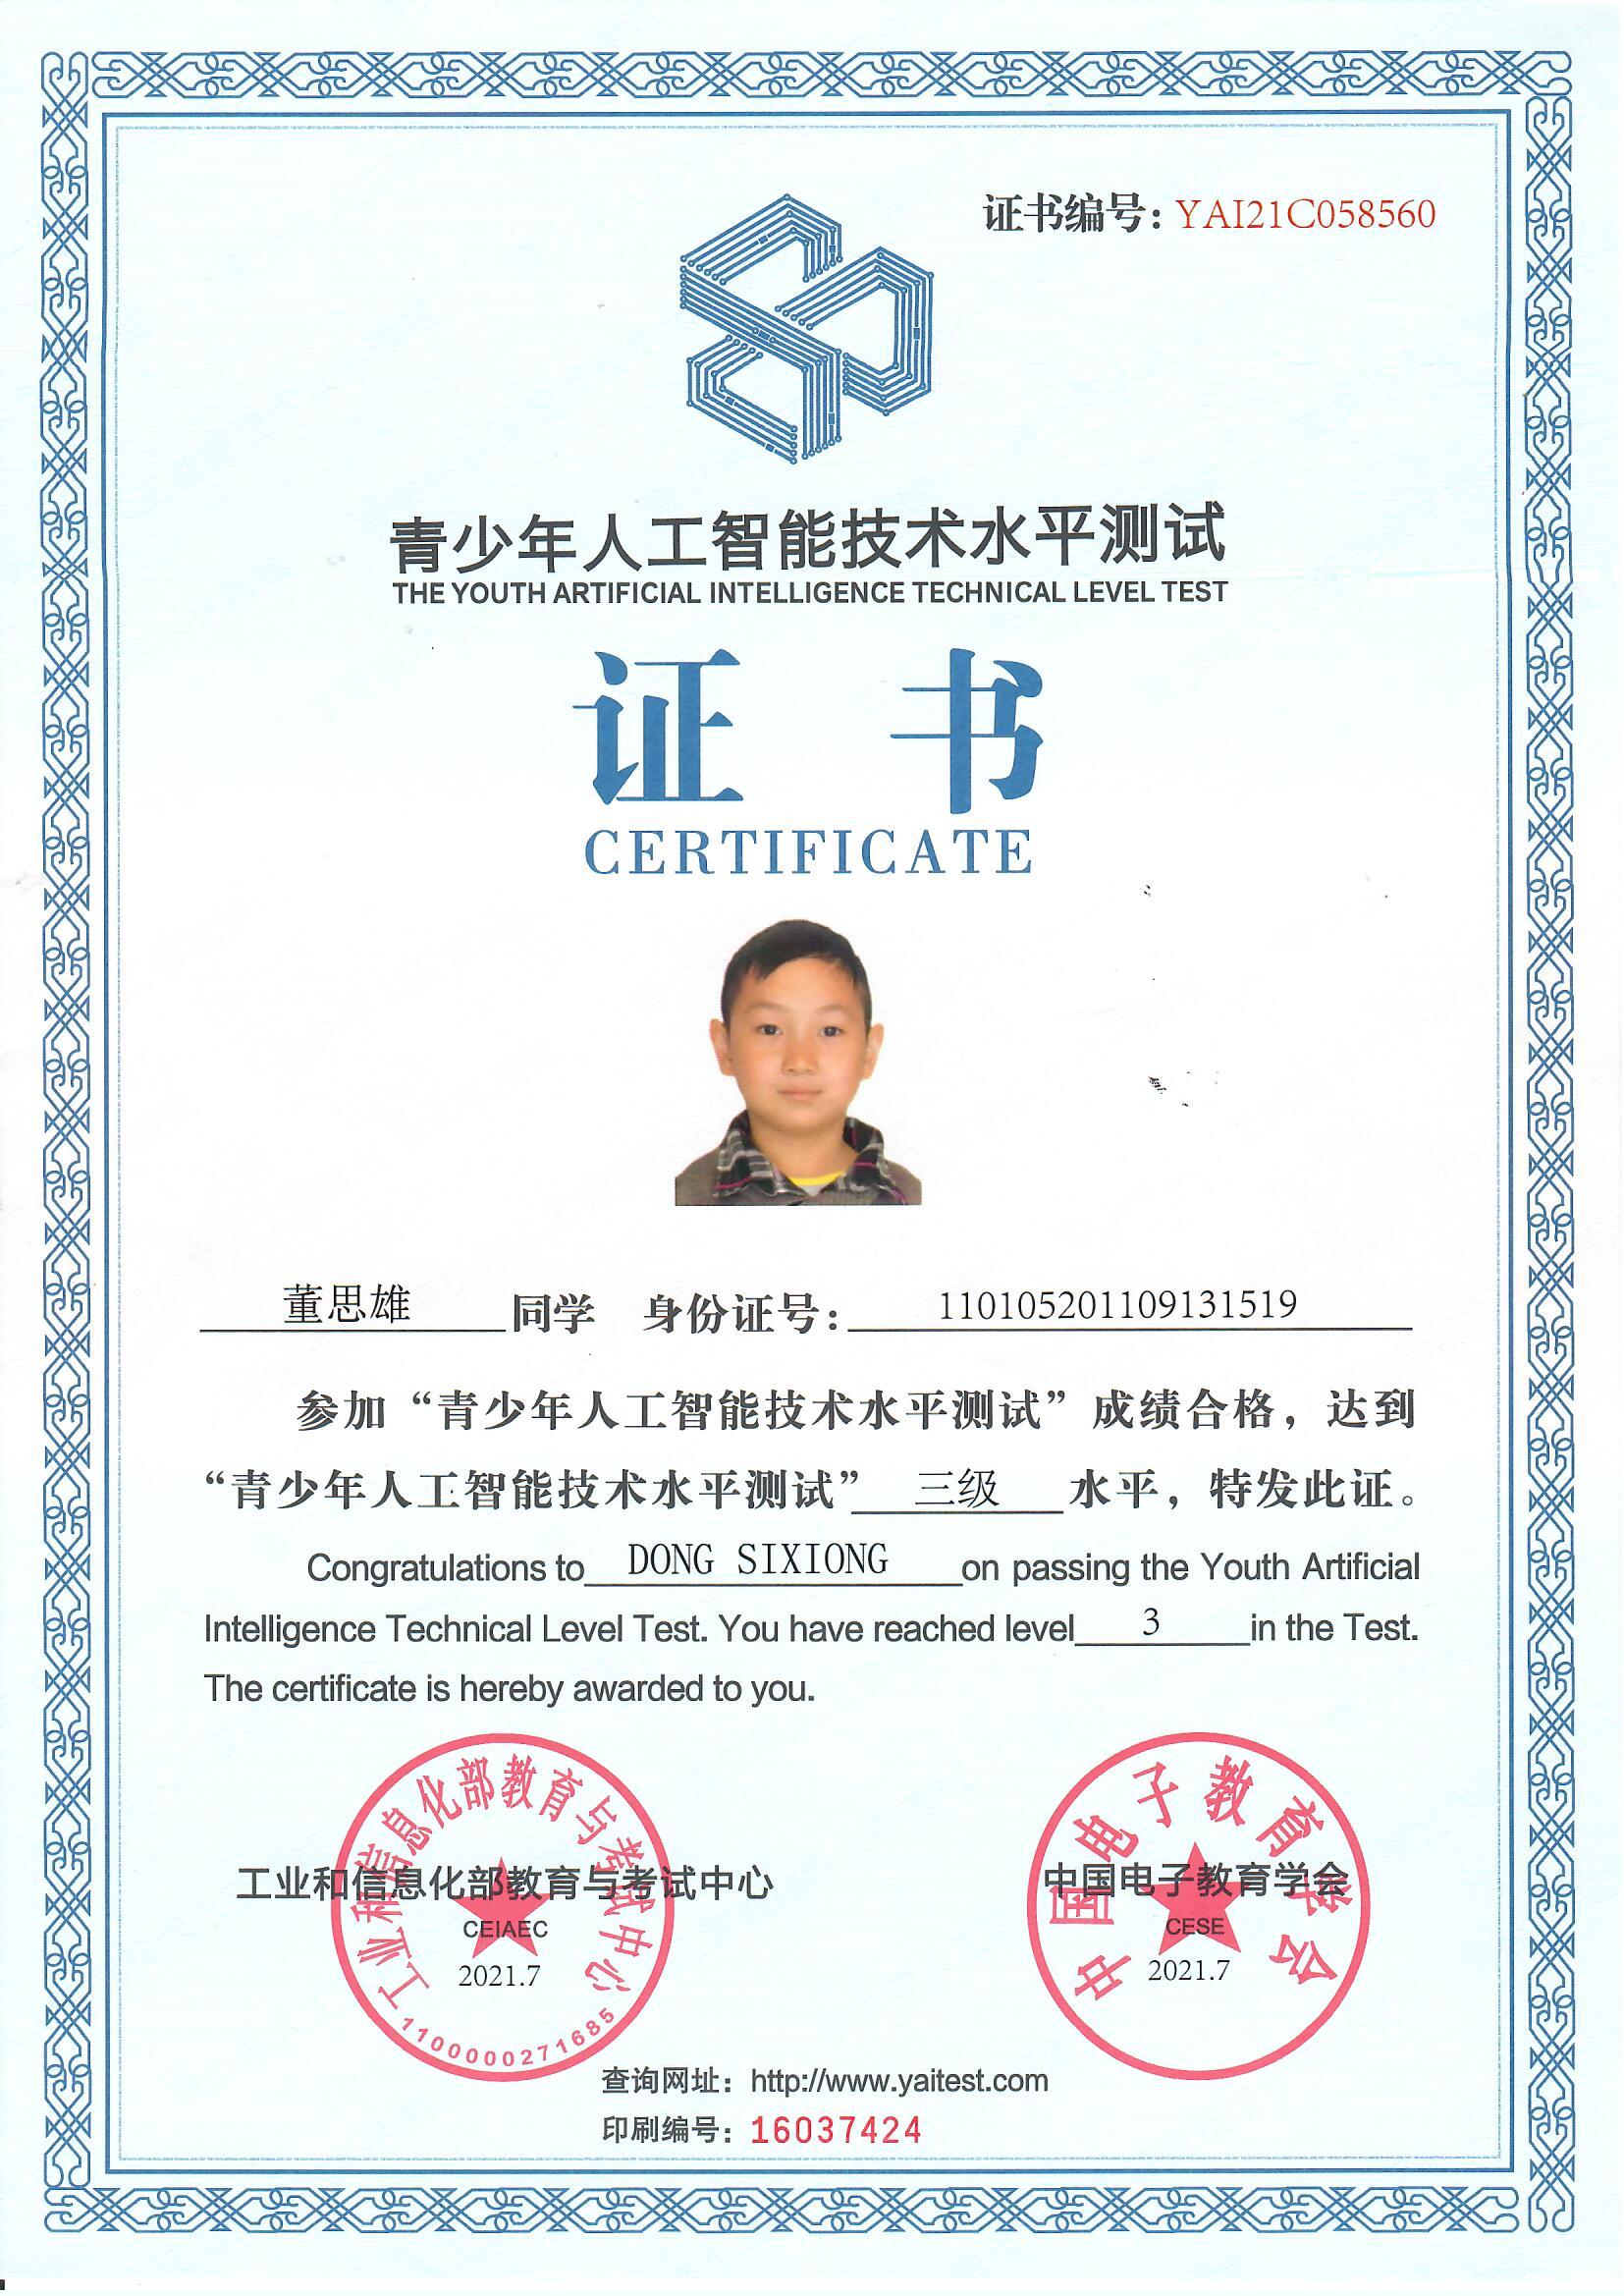 证书编号：YAI21C058560
青少年人工智能技术水平测试
THE YOUTH ARTIFICIAL INTELLIGENCE TECHNICAL LEVEL TEST
证 书
CERTIFICATE
董思雄 同学 身份证号：110105201109131519
参加“青少年人工智能技术水平测试”成绩合格，达到
“青少年人工智能技术水平测试” 三级 水平，特发此证。
Congratulations to DONG SIXIONG on passing the Youth Artificial
Intelligence Technical Level Test. You have reached level 3 in the Test.
The certificate is hereby awarded to you.
工业和信息化部教育与考试中心
工业和信息化部教育与考试中心
CEIAEC
2021.7
1100000271685
中国电子教育学会
中国电子教育学会
CESE
2021.7
查询网址：http://www.yaitest.com
印刷编号：16037424